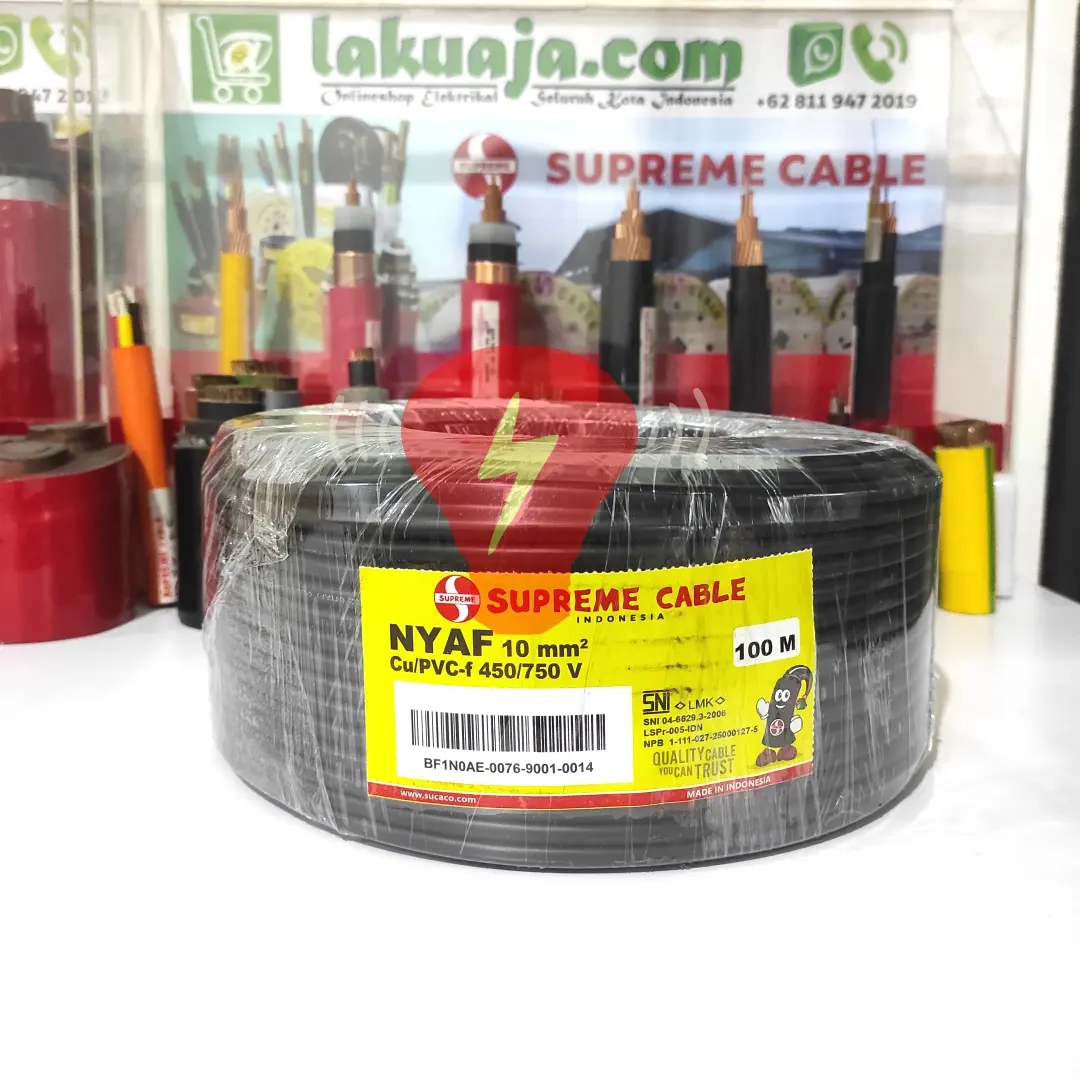 lakuaja.com
Onlineshop Elektrikal Seluruh Kota Indonesia
+62 811 947 2019
SUPREME
SUPREME CABLE
SUPREME
SUPREME CABLE
INDONESIA
NYAF 10 mm²
100 M
Cu/PVC-f 450/750 V
SNI LMK
SNI 04-6629.3-2006
LSPr-005-IDN
NPB 1-111-027-25000127-5
BF1N0AE-0076-9001-0014
QUALITY CABLE
YOU CAN TRUST
www.sucaco.com
MADE IN INDONESIA